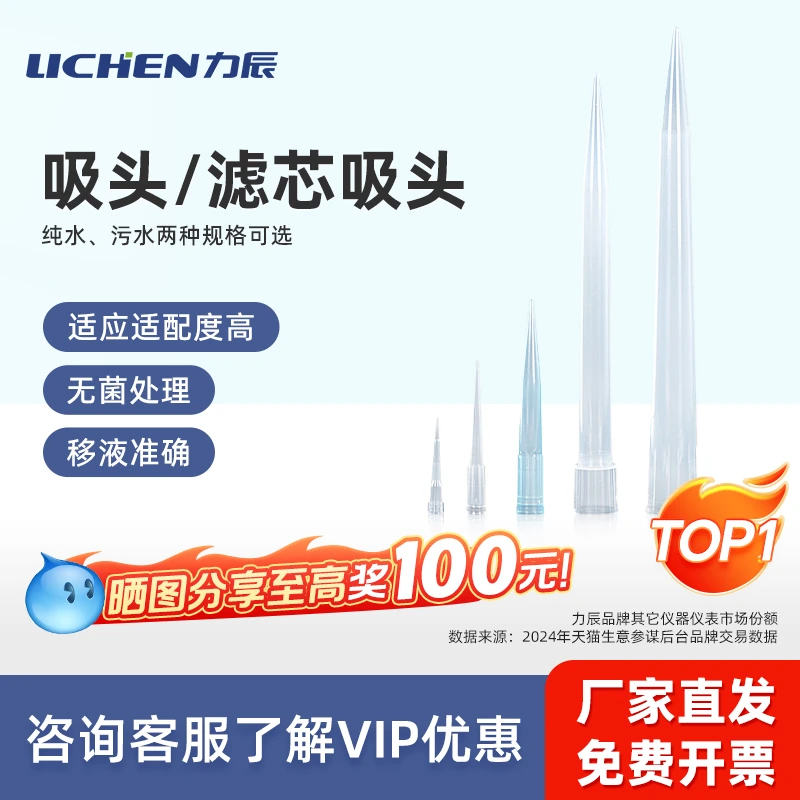 LICHEN力辰
吸头/滤芯吸头
纯水、污水两种规格可选
适应适配度高
无菌处理
移液准确
TOP1
晒图分享至高奖100元!
力辰品牌其它仪器仪表市场份额
数据来源：2024年天猫生意参谋后台品牌交易数据
咨询客服了解VIP优惠
厂家直发
免费开票